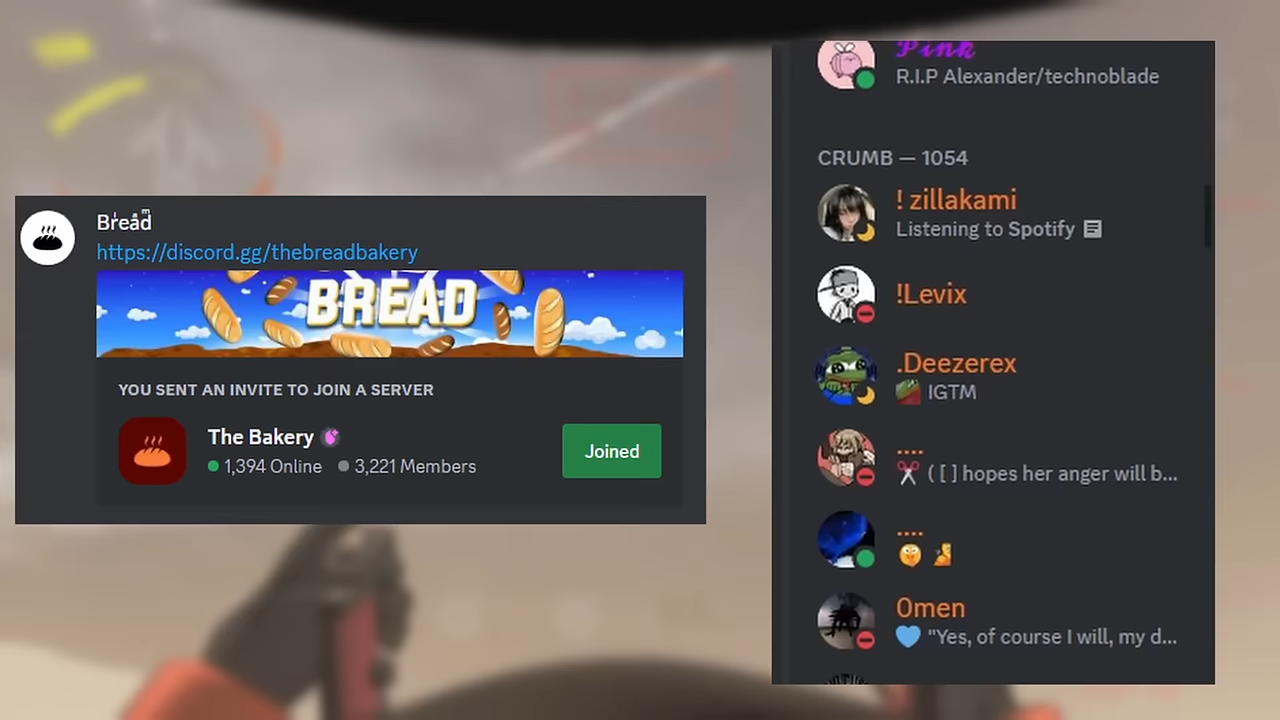 Bread
https://discord.gg/thebreadbakery
BREAD
YOU SENT AN INVITE TO JOIN A SERVER
The Bakery
1,394 Online 3,221 Members
Joined
Pink
R.I.P Alexander/technoblade
CRUMB — 1054
! zillakami
Listening to Spotify
!Levix
.Deezerex
IGTM
....
( [ ] hopes her anger will b...
....
0men
"Yes, of course I will, my d...